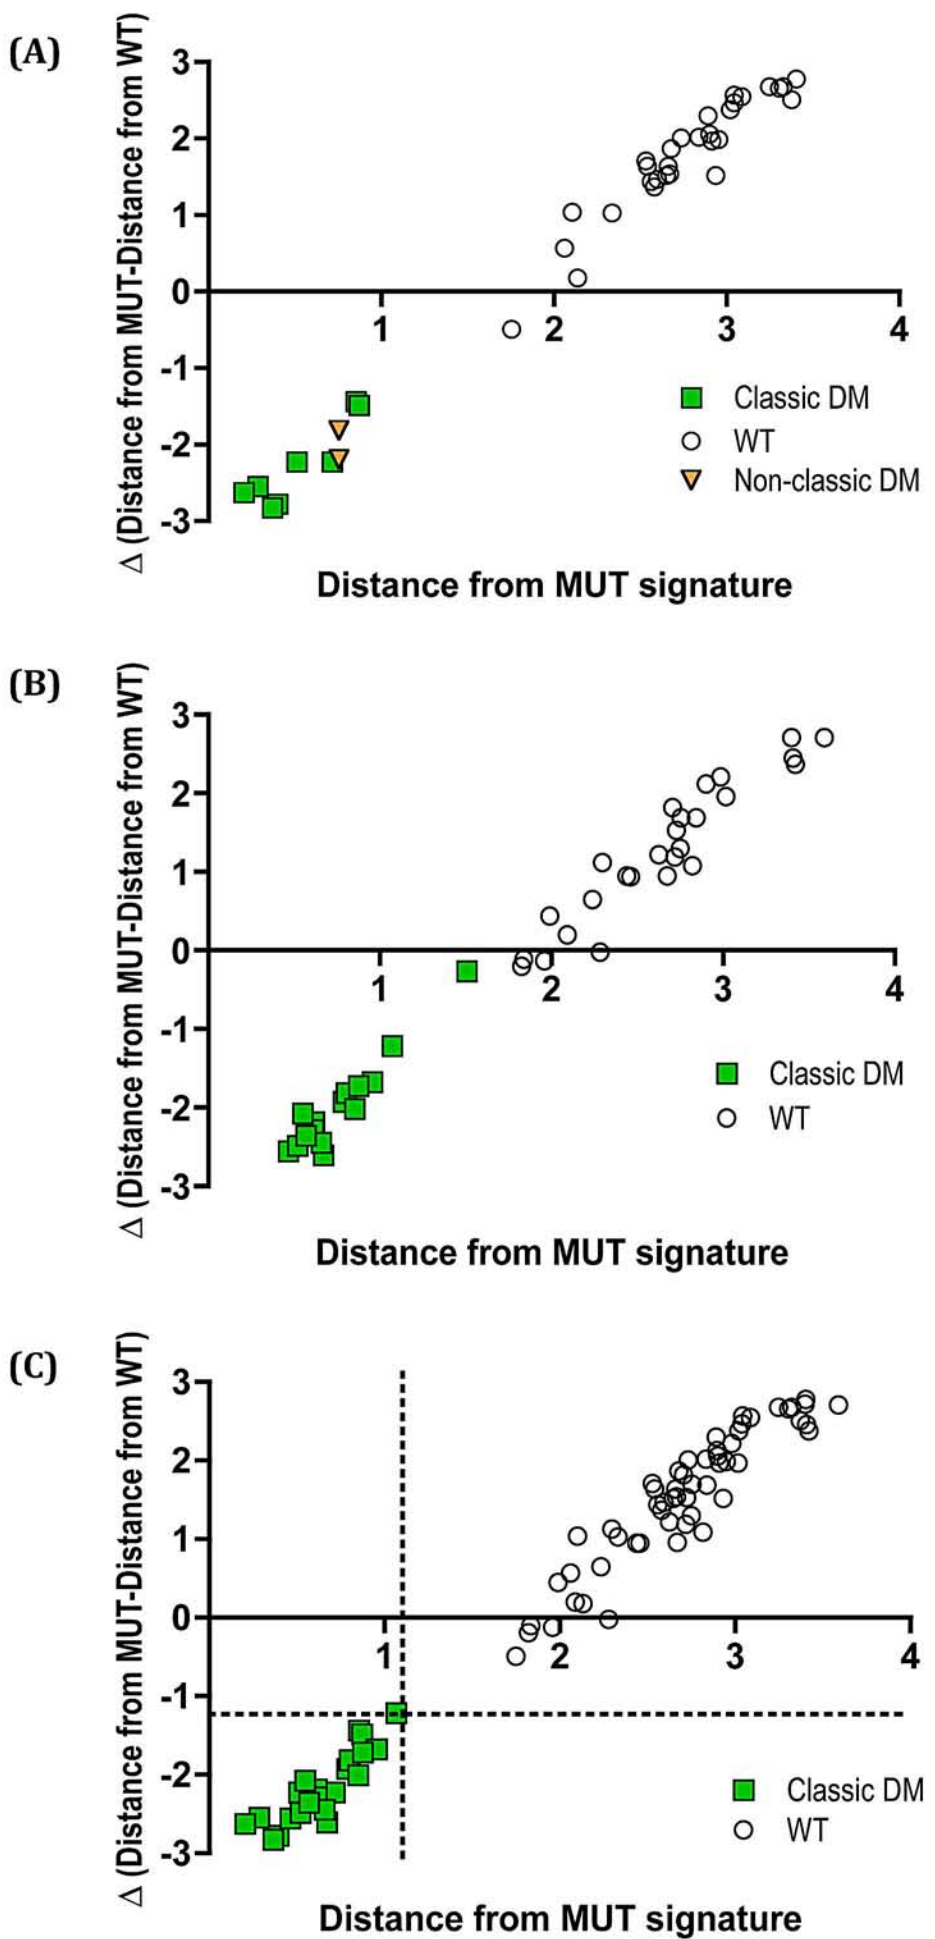 (A)
Δ (Distance from MUT-Distance from WT)
3
2
1
0
-1
-2
-3
1
2
3
4
Classic DM
WT
Non-classic DM
Distance from MUT signature
(B)
Δ (Distance from MUT-Distance from WT)
3
2
1
0
-1
-2
-3
1
2
3
4
Classic DM
WT
Distance from MUT signature
(C)
Δ (Distance from MUT-Distance from WT)
3
2
1
0
-1
-2
-3
1
2
3
4
Classic DM
WT
Distance from MUT signature